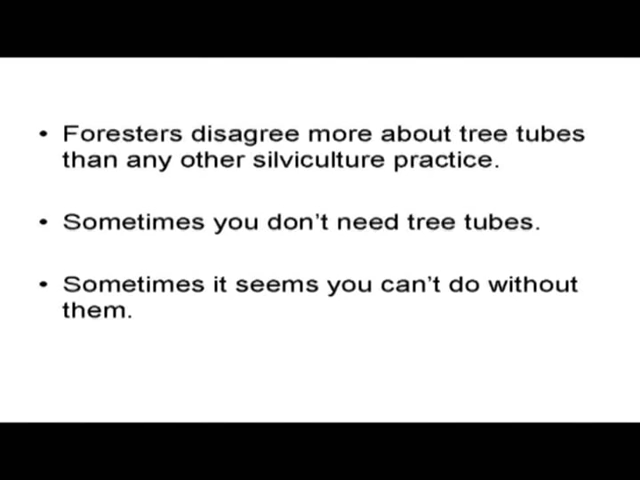 • Foresters disagree more about tree tubes
than any other silviculture practice.
• Sometimes you don't need tree tubes.
• Sometimes it seems you can't do without
them.